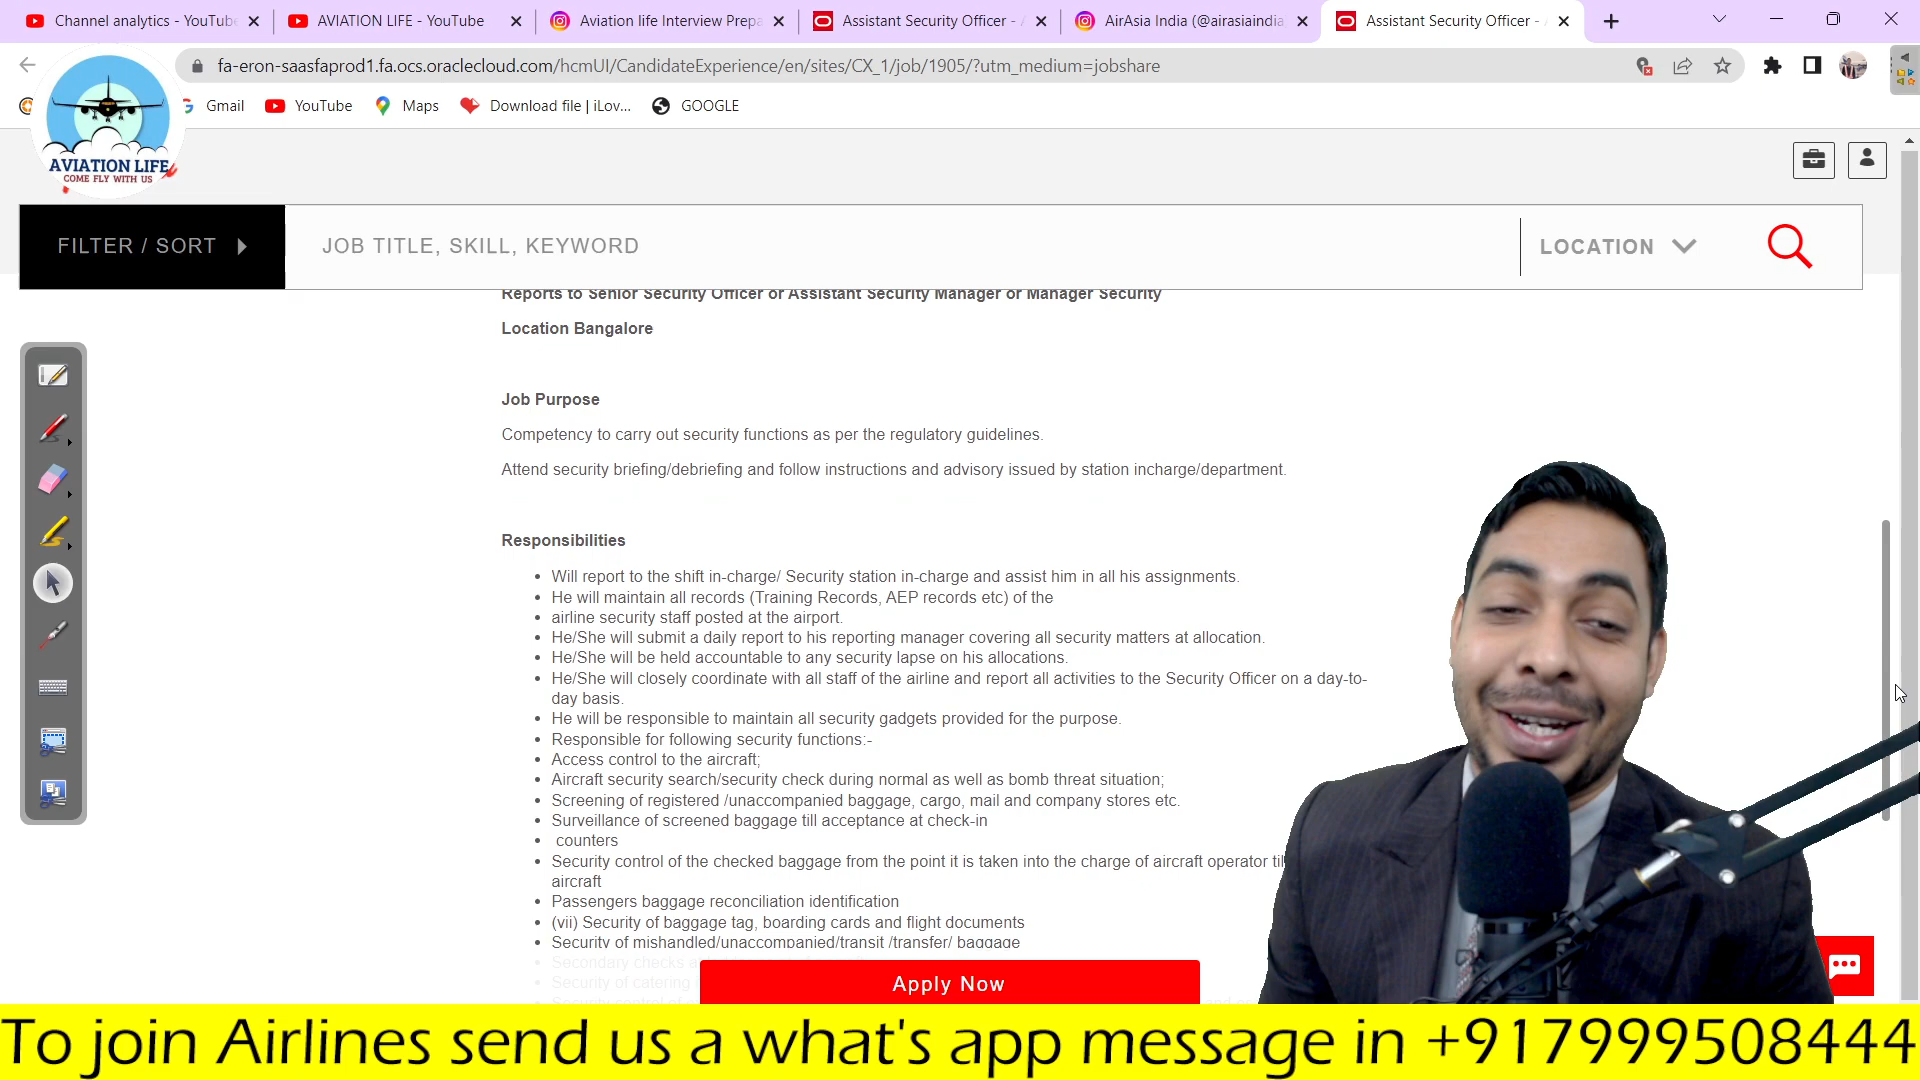 Channel analytics - YouTube
AVIATION LIFE - YouTube
Aviation life Interview Prepa
Assistant Security Officer - A
AirAsia India (@airasiaindia
Assistant Security Officer - A
fa-eron-saasfaprod1.fa.ocs.oraclecloud.com/hcmUI/CandidateExperience/en/sites/CX_1/job/1905/?utm_medium=jobshare
Gmail
YouTube
Maps
Download file | iLov...
GOOGLE
AVIATION LIFE
COME FLY WITH US
FILTER / SORT
JOB TITLE, SKILL, KEYWORD
LOCATION
Reports to Senior Security Officer or Assistant Security Manager or Manager Security
Location Bangalore
Job Purpose
Competency to carry out security functions as per the regulatory guidelines.
Attend security briefing/debriefing and follow instructions and advisory issued by station incharge/department.
Responsibilities
• Will report to the shift in-charge/ Security station in-charge and assist him in all his assignments.
• He will maintain all records (Training Records, AEP records etc) of the
• airline security staff posted at the airport.
• He/She will submit a daily report to his reporting manager covering all security matters at allocation.
• He/She will be held accountable to any security lapse on his allocations.
• He/She will closely coordinate with all staff of the airline and report all activities to the Security Officer on a day-to-
day basis.
• He will be responsible to maintain all security gadgets provided for the purpose.
• Responsible for following security functions:-
• Access control to the aircraft;
• Aircraft security search/security check during normal as well as bomb threat situation;
• Screening of registered /unaccompanied baggage, cargo, mail and company stores etc.
• Surveillance of screened baggage till acceptance at check-in
• counters
• Security control of the checked baggage from the point it is taken into the charge of aircraft operator till
aircraft
• Passengers baggage reconciliation identification
• (vii) Security of baggage tag, boarding cards and flight documents
• Security of mishandled/unaccompanied/transit /transfer/ baggage
• Secondary checks
• Security of catering
Apply Now
To join Airlines send us a what's app message in +917999508444